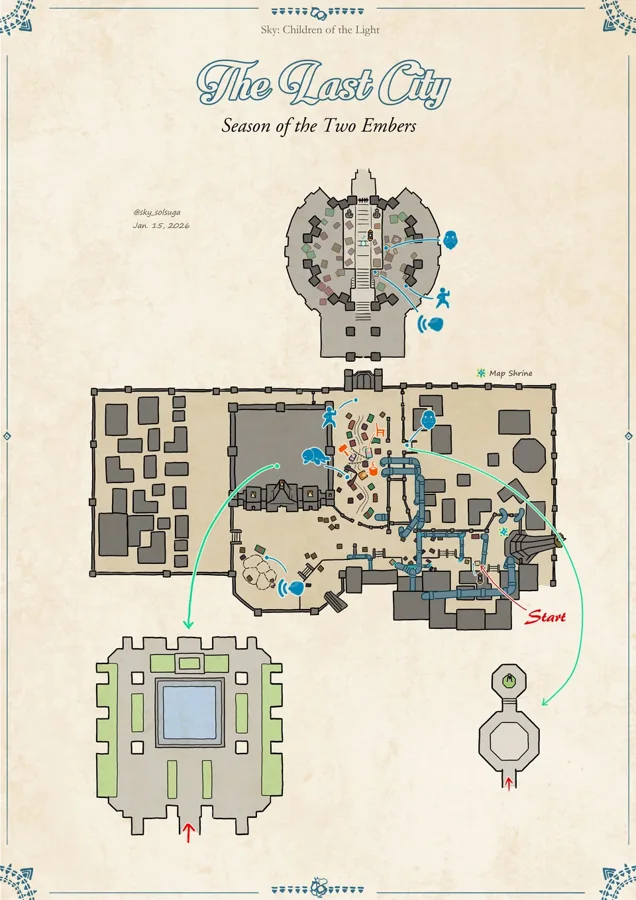 Sky: Children of the Light
The Last City
Season of the Two Embers
@sky_solsuga
Jan. 15, 2026
Map Shrine
Start